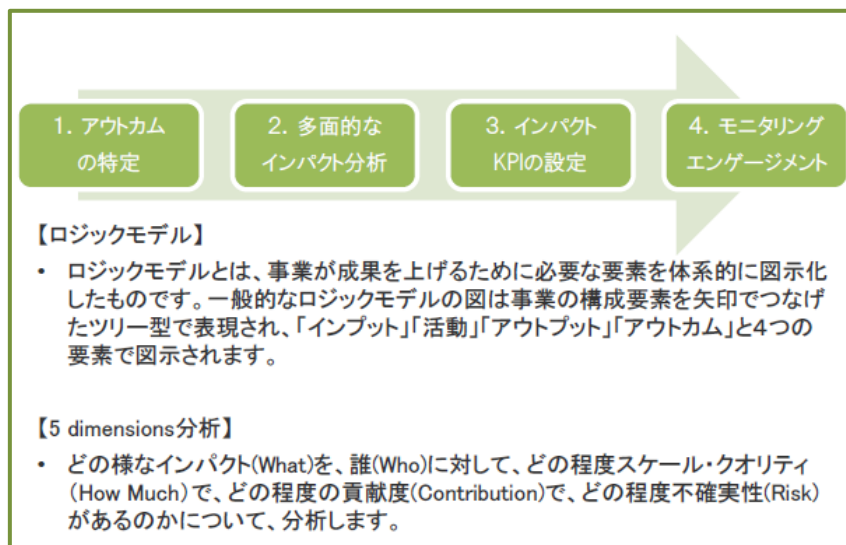 1. アウトカム
の特定
2. 多面的な
インパクト分析
3. インパクト
KPIの設定
4. モニタリング
エンゲージメント
【ロジックモデル】
• ロジックモデルとは、事業が成果を上げるために必要な要素を体系的に図示化
したものです。一般的なロジックモデルの図は事業の構成要素を矢印でつなげ
たツリー型で表現され、「インプット」「活動」「アウトプット」「アウトカム」と4つの
要素で図示されます。
【5 dimensions分析】
• どの様なインパクト(What)を、誰(Who)に対して、どの程度スケール・クオリティ
(How Much)で、どの程度の貢献度(Contribution)で、どの程度不確実性(Risk)
があるのかについて、分析します。